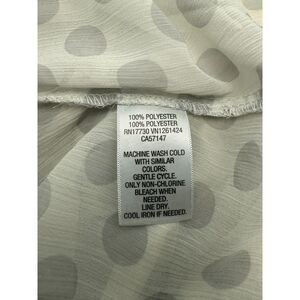 100% POLYESTER
100% POLYESTER
RN17730 VN1261424
CA57147
MACHINE WASH COLD
WITH SIMILAR
COLORS.
GENTLE CYCLE.
ONLY NON-CHLORINE
BLEACH WHEN
NEEDED.
LINE DRY.
COOL IRON IF NEEDED.